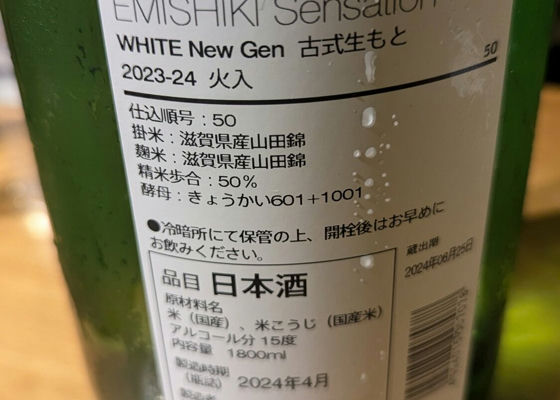 EMISHIKI Sensation
WHITE New Gen 古式生もと
50
2023-24 火入
仕込順号：50
掛米：滋賀県産山田錦
麹米：滋賀県産山田錦
精米歩合：50％
酵母：きょうかい601+1001
●冷暗所にて保管の上、開栓後はお早めに
お飲みください。
蔵出期
2024年06月25日
品目 日本酒
原材料名
米（国産）、米こうじ（国産米）
アルコール分 15度
内容量 1800ml
製造時期
（瓶詰） 2024年4月